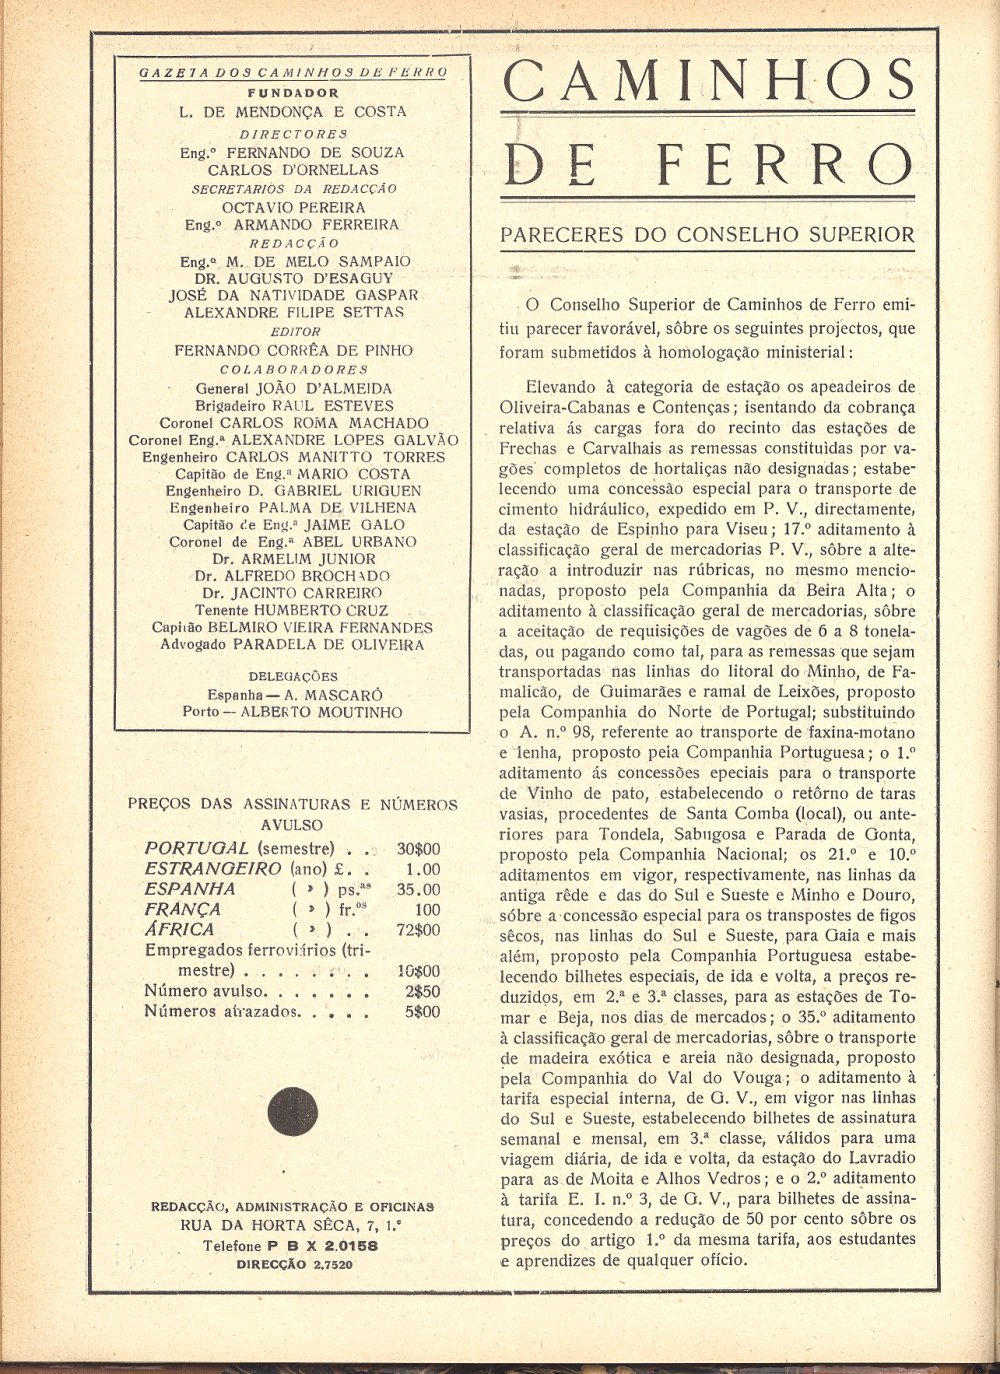 GAZETA DOS CAMINHOS DE FERRO
FUNDADOR
L. DE MENDONÇA E COSTA
DIRECTORES
Eng.º FERNANDO DE SOUZA
CARLOS D'ORNELLAS
SECRETARIOS DA REDACÇÃO
OCTAVIO PEREIRA
Eng.º ARMANDO FERREIRA
REDACÇÃO
Eng.º M. DE MELO SAMPAIO
DR. AUGUSTO D'ESAGUY
JOSÉ DA NATIVIDADE GASPAR
ALEXANDRE FILIPE SETTAS
EDITOR
FERNANDO CORRÊA DE PINHO
COLABORADORES
General JOÃO D'ALMEIDA
Brigadeiro RAUL ESTEVES
Coronel CARLOS ROMA MACHADO
Coronel Eng.ª ALEXANDRE LOPES GALVÃO
Engenheiro CARLOS MANITTO TORRES
Capitão de Eng.ª MARIO COSTA
Engenheiro D. GABRIEL URIGUEN
Engenheiro PALMA DE VILHENA
Capitão de Eng.ª JAIME GALO
Coronel de Eng.ª ABEL URBANO
Dr. ARMELIM JUNIOR
Dr. ALFREDO BROCHADO
Dr. JACINTO CARREIRO
Tenente HUMBERTO CRUZ
Capitão BELMIRO VIEIRA FERNANDES
Advogado PARADELA DE OLIVEIRA
DELEGAÇÕES
Espanha — A. MASCARÓ
Porto — ALBERTO MOUTINHO
PREÇOS DAS ASSINATURAS E NÚMEROS
AVULSO
PORTUGAL (semestre) . . 30$00
ESTRANGEIRO (ano) £. . 1.00
ESPANHA ( » ) ps.as 35.00
FRANÇA ( » ) fr.os 100
ÁFRICA ( » ) . . 72$00
Empregados ferroviários (tri-
mestre) . . . . . . . . 10$00
Número avulso. . . . . . . 2$50
Números atrazados. . . . . 5$00
REDACÇÃO, ADMINISTRAÇÃO E OFICINAS
RUA DA HORTA SÊCA, 7, 1.º
Telefone P B X 2.0158
DIRECÇÃO 2,7520
CAMINHOS
DE FERRO
PARECERES DO CONSELHO SUPERIOR
O Conselho Superior de Caminhos de Ferro emi-
tiu parecer favorável, sôbre os seguintes projectos, que
foram submetidos à homologação ministerial:
Elevando à categoria de estação os apeadeiros de
Oliveira-Cabanas e Contenças; isentando da cobrança
relativa ás cargas fora do recinto das estações de
Frechas e Carvalhais as remessas constituìdas por va-
gões completos de hortaliças não designadas; estabe-
lecendo uma concessão especial para o transporte de
cimento hidráulico, expedido em P. V., directamente,
da estação de Espinho para Viseu; 17.º aditamento à
classificação geral de mercadorias P. V., sôbre a alte-
ração a introduzir nas rúbricas, no mesmo mencio-
nadas, proposto pela Companhia da Beira Alta; o
aditamento à classificação geral de mercadorias, sôbre
a aceitação de requisições de vagões de 6 a 8 tonela-
das, ou pagando como tal, para as remessas que sejam
transportadas nas linhas do litoral do Minho, de Fa-
malicão, de Guimarães e ramal de Leixões, proposto
pela Companhia do Norte de Portugal; substituindo
o A. n.º 98, referente ao transporte de faxina-motano
e lenha, proposto pela Companhia Portuguesa; o 1.º
aditamento ás concessões epeciais para o transporte
de Vinho de pato, estabelecendo o retôrno de taras
vasias, procedentes de Santa Comba (local), ou ante-
riores para Tondela, Sabugosa e Parada de Gonta,
proposto pela Companhia Nacional; os 21.º e 10.º
aditamentos em vigor, respectivamente, nas linhas da
antiga rêde e das do Sul e Sueste e Minho e Douro,
sóbre a concessão especial para os transpostes de figos
sêcos, nas linhas do Sul e Sueste, para Gaia e mais
além, proposto pela Companhia Portuguesa estabe-
lecendo bilhetes especiais, de ida e volta, a preços re-
duzidos, em 2.ª e 3.ª classes, para as estações de To-
mar e Beja, nos dias de mercados; o 35.º aditamento
à classificação geral de mercadorias, sôbre o transporte
de madeira exótica e areia não designada, proposto
pela Companhia do Val do Vouga; o aditamento à
tarifa especial interna, de G. V., em vigor nas linhas
do Sul e Sueste, estabelecendo bilhetes de assinatura
semanal e mensal, em 3.ª classe, válidos para uma
viagem diária, de ida e volta, da estação do Lavradio
para as de Moita e Alhos Vedros; e o 2.º aditamento
à tarifa E. I. n.º 3, de G. V., para bilhetes de assina-
tura, concedendo a redução de 50 por cento sôbre os
preços do artigo 1.º da mesma tarifa, aos estudantes
e aprendizes de qualquer ofício.